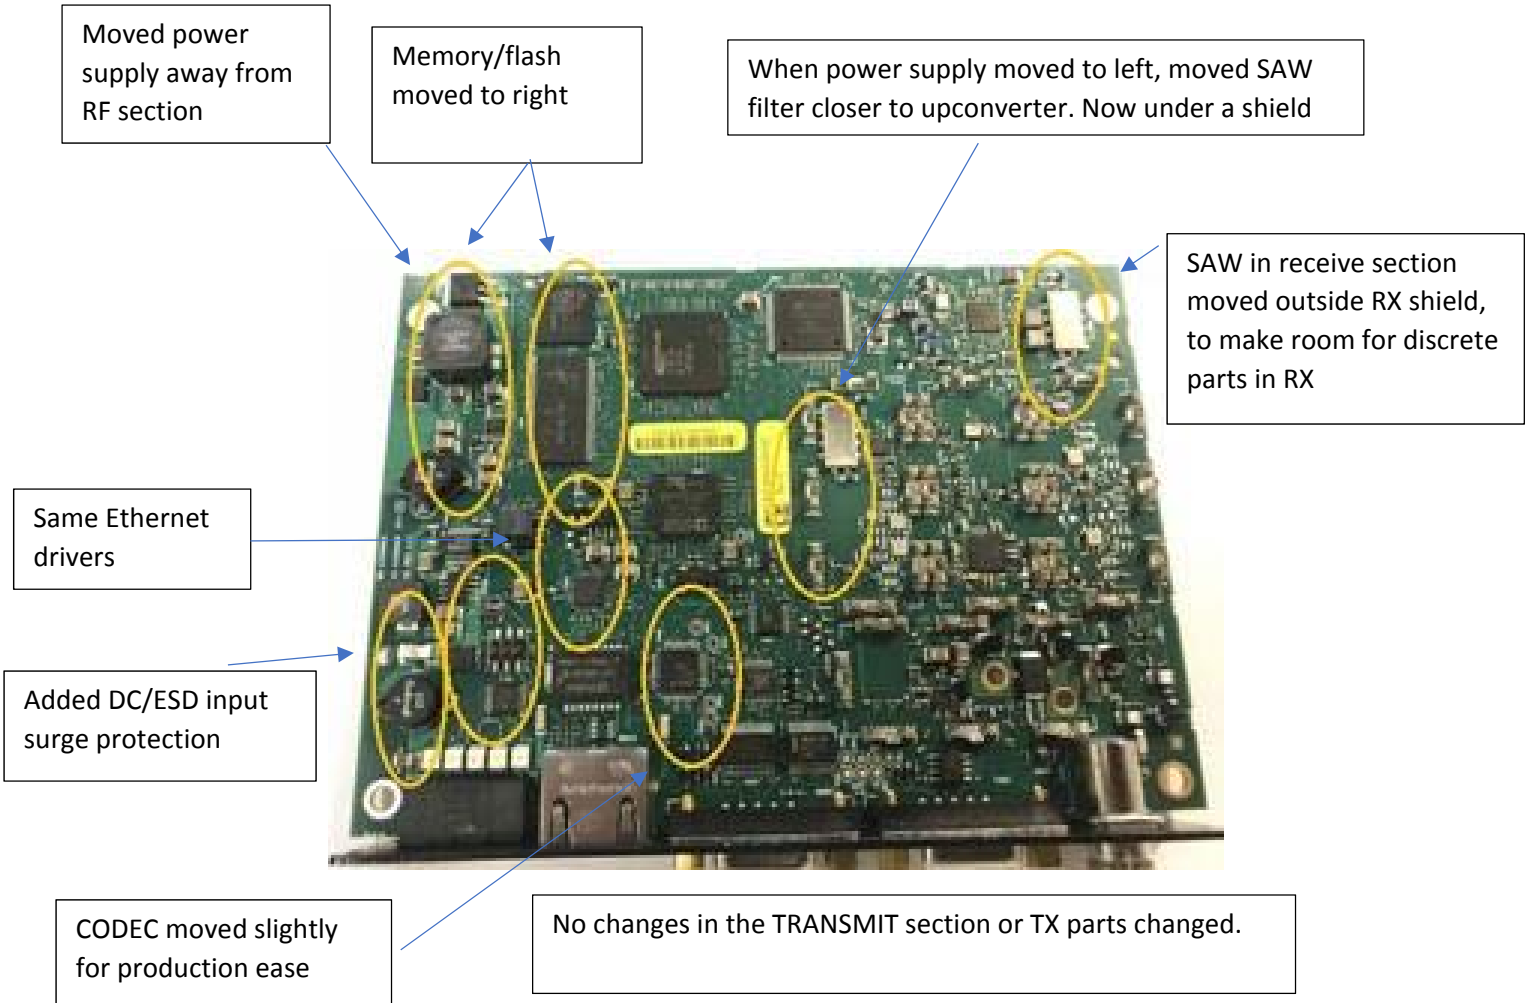 Moved power
supply away from
RF section
Memory/flash
moved to right
When power supply moved to left, moved SAW
filter closer to upconverter. Now under a shield
SAW in receive section
moved outside RX shield,
to make room for discrete
parts in RX
Same Ethernet
drivers
Added DC/ESD input
surge protection
CODEC moved slightly
for production ease
No changes in the TRANSMIT section or TX parts changed.